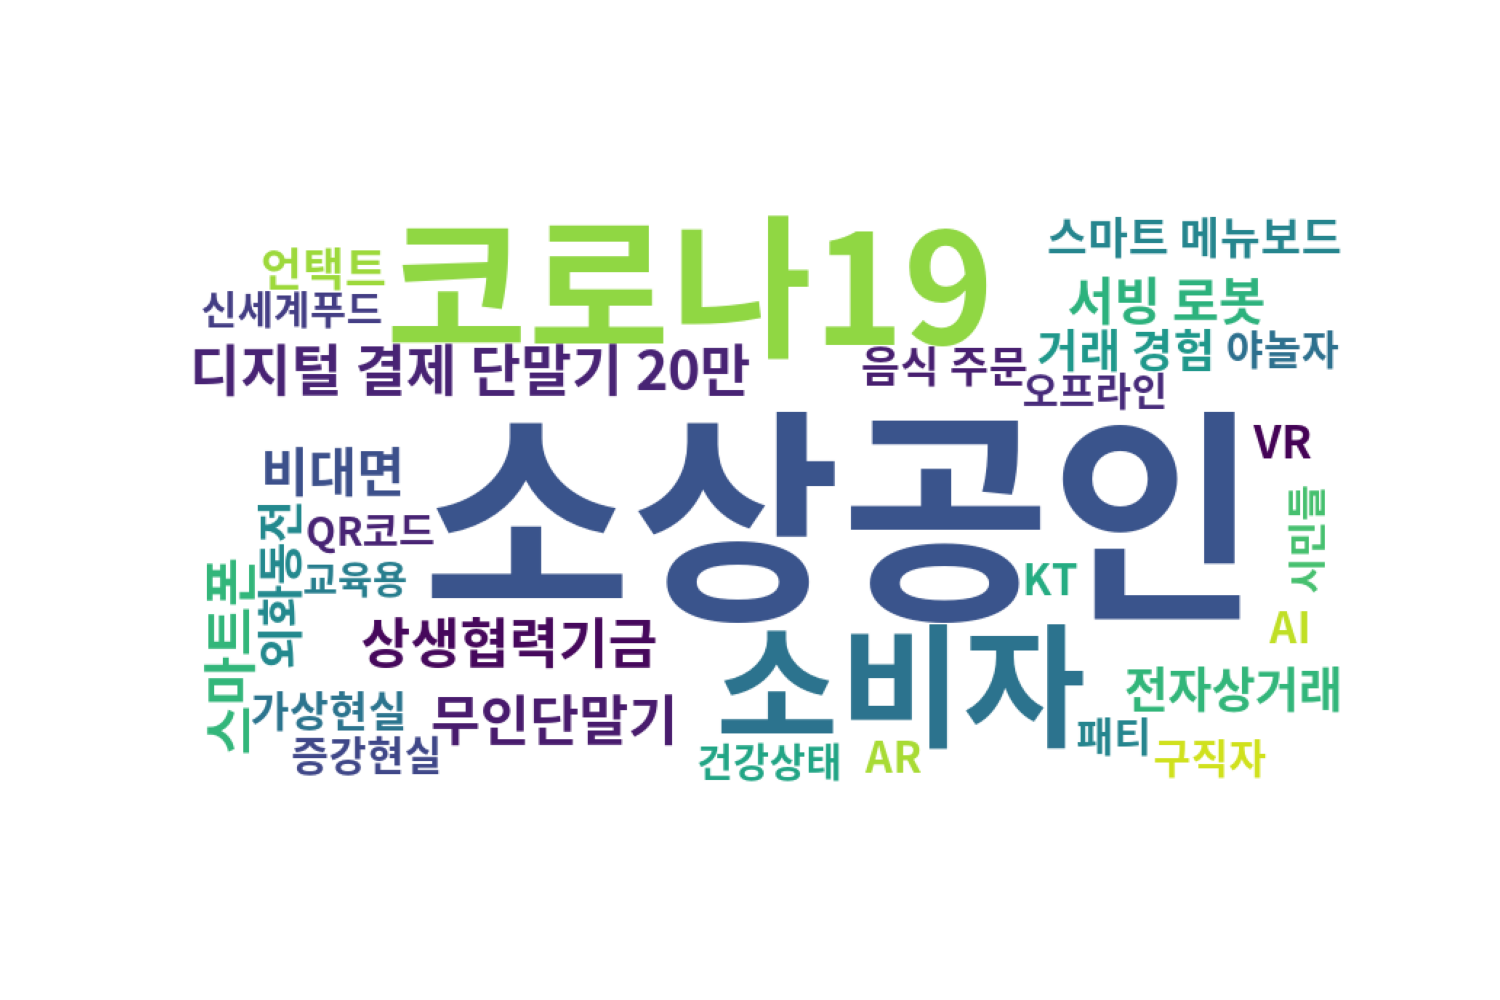 스마트 메뉴보드
언택트
코로나19
서빙 로봇
신세계푸드
거래 경험
야놀자
디지털 결제 단말기 20만
음식 주문
오프라인
소상공인
VR
비대면
QR코드
시민들
외화동전
교육용
KT
스마트폰
AI
상생협력기금
소비자
전자상거래
가상현실
무인단말기
패티
증강현실
건강상태
AR
구직자